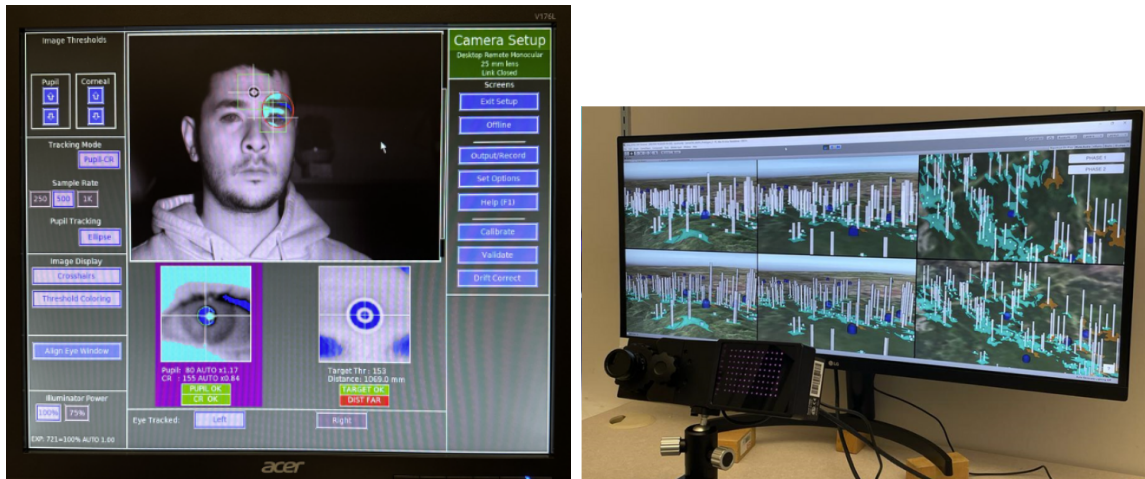 V176L
Image Thresholds
Pupil
Corneal
Tracking Mode
Pupil-CR
Sample Rate
250 500 1K
Pupil Tracking
Ellipse
Image Display
Crosshairs
Threshold Coloring
Align Eye Window
Illuminator Power
100% 75%
EXP: 721=100% AUTO 1.00
Pupil: 80 AUTO x1.17
CR : 155 AUTO x0.84
PUPIL OK
CR OK
Target Thr : 153
Distance: 1069.0 mm
TARGET OK
DIST FAR
Eye Tracked: Left Right
Camera Setup
Desktop Remote Monocular
25 mm lens
Link Closed
Screens
Exit Setup
Offline
Output/Record
Set Options
Help (F1)
Calibrate
Validate
Drift Correct
acer
PHASE 1
PHASE 2
LG